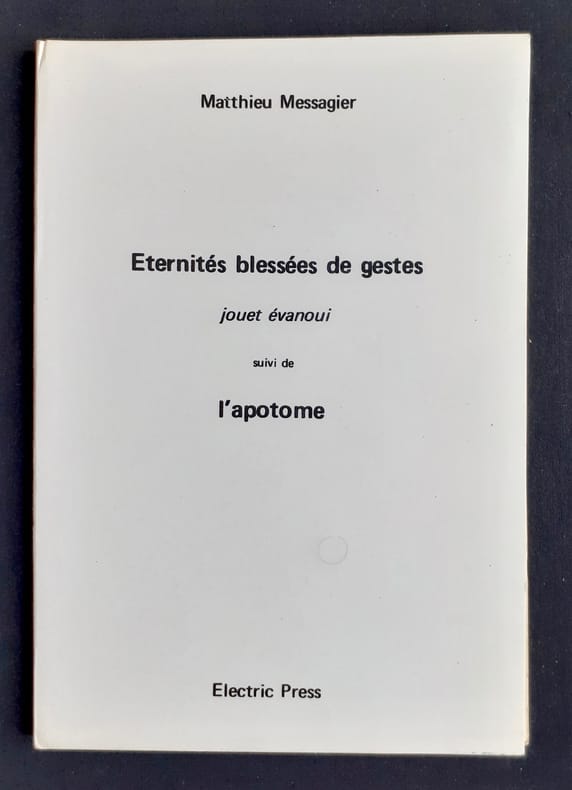 Matthieu Messagier
Eternités blessées de gestes
jouet évanoui
suivi de
l'apotome
Electric Press